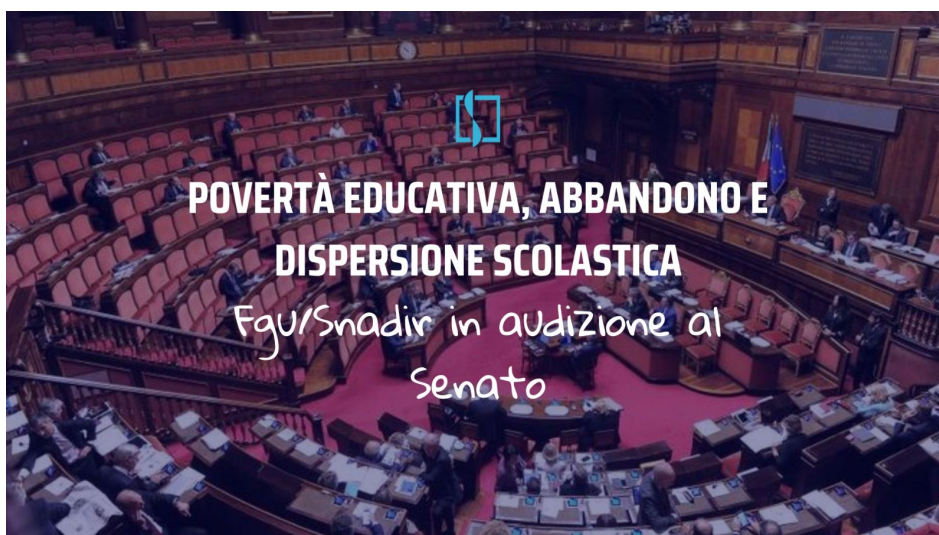 POVERTÀ EDUCATIVA, ABBANDONO E
DISPERSIONE SCOLASTICA
Fgu/Snadir in audizione al
Senato